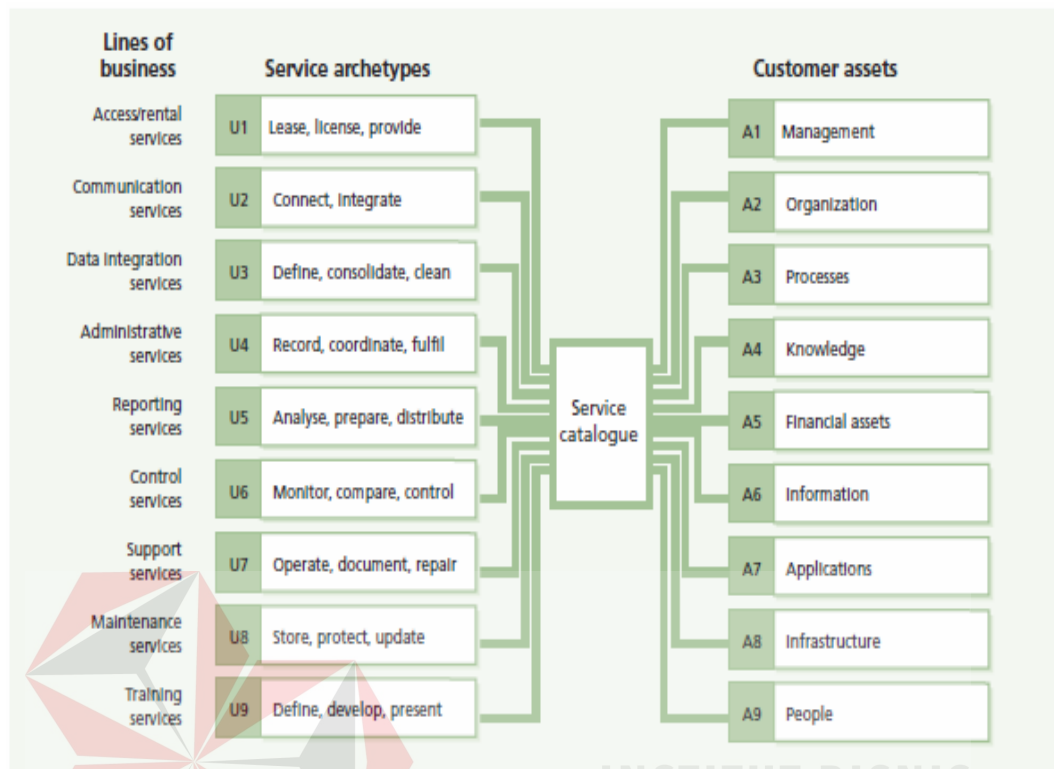 Lines of
business
Service archetypes
Customer assets
Access/rental
services
U1 Lease, license, provide
A1 Management
Communication
services
U2 Connect, integrate
A2 Organization
Data integration
services
U3 Define, consolidate, clean
A3 Processes
Administrative
services
U4 Record, coordinate, fulfil
A4 Knowledge
Reporting
services
U5 Analyse, prepare, distribute
Service
catalogue
A5 Financial assets
Control
services
U6 Monitor, compare, control
A6 Information
Support
services
U7 Operate, document, repair
A7 Applications
Maintenance
services
U8 Store, protect, update
A8 Infrastructure
Training
services
U9 Define, develop, present
A9 People